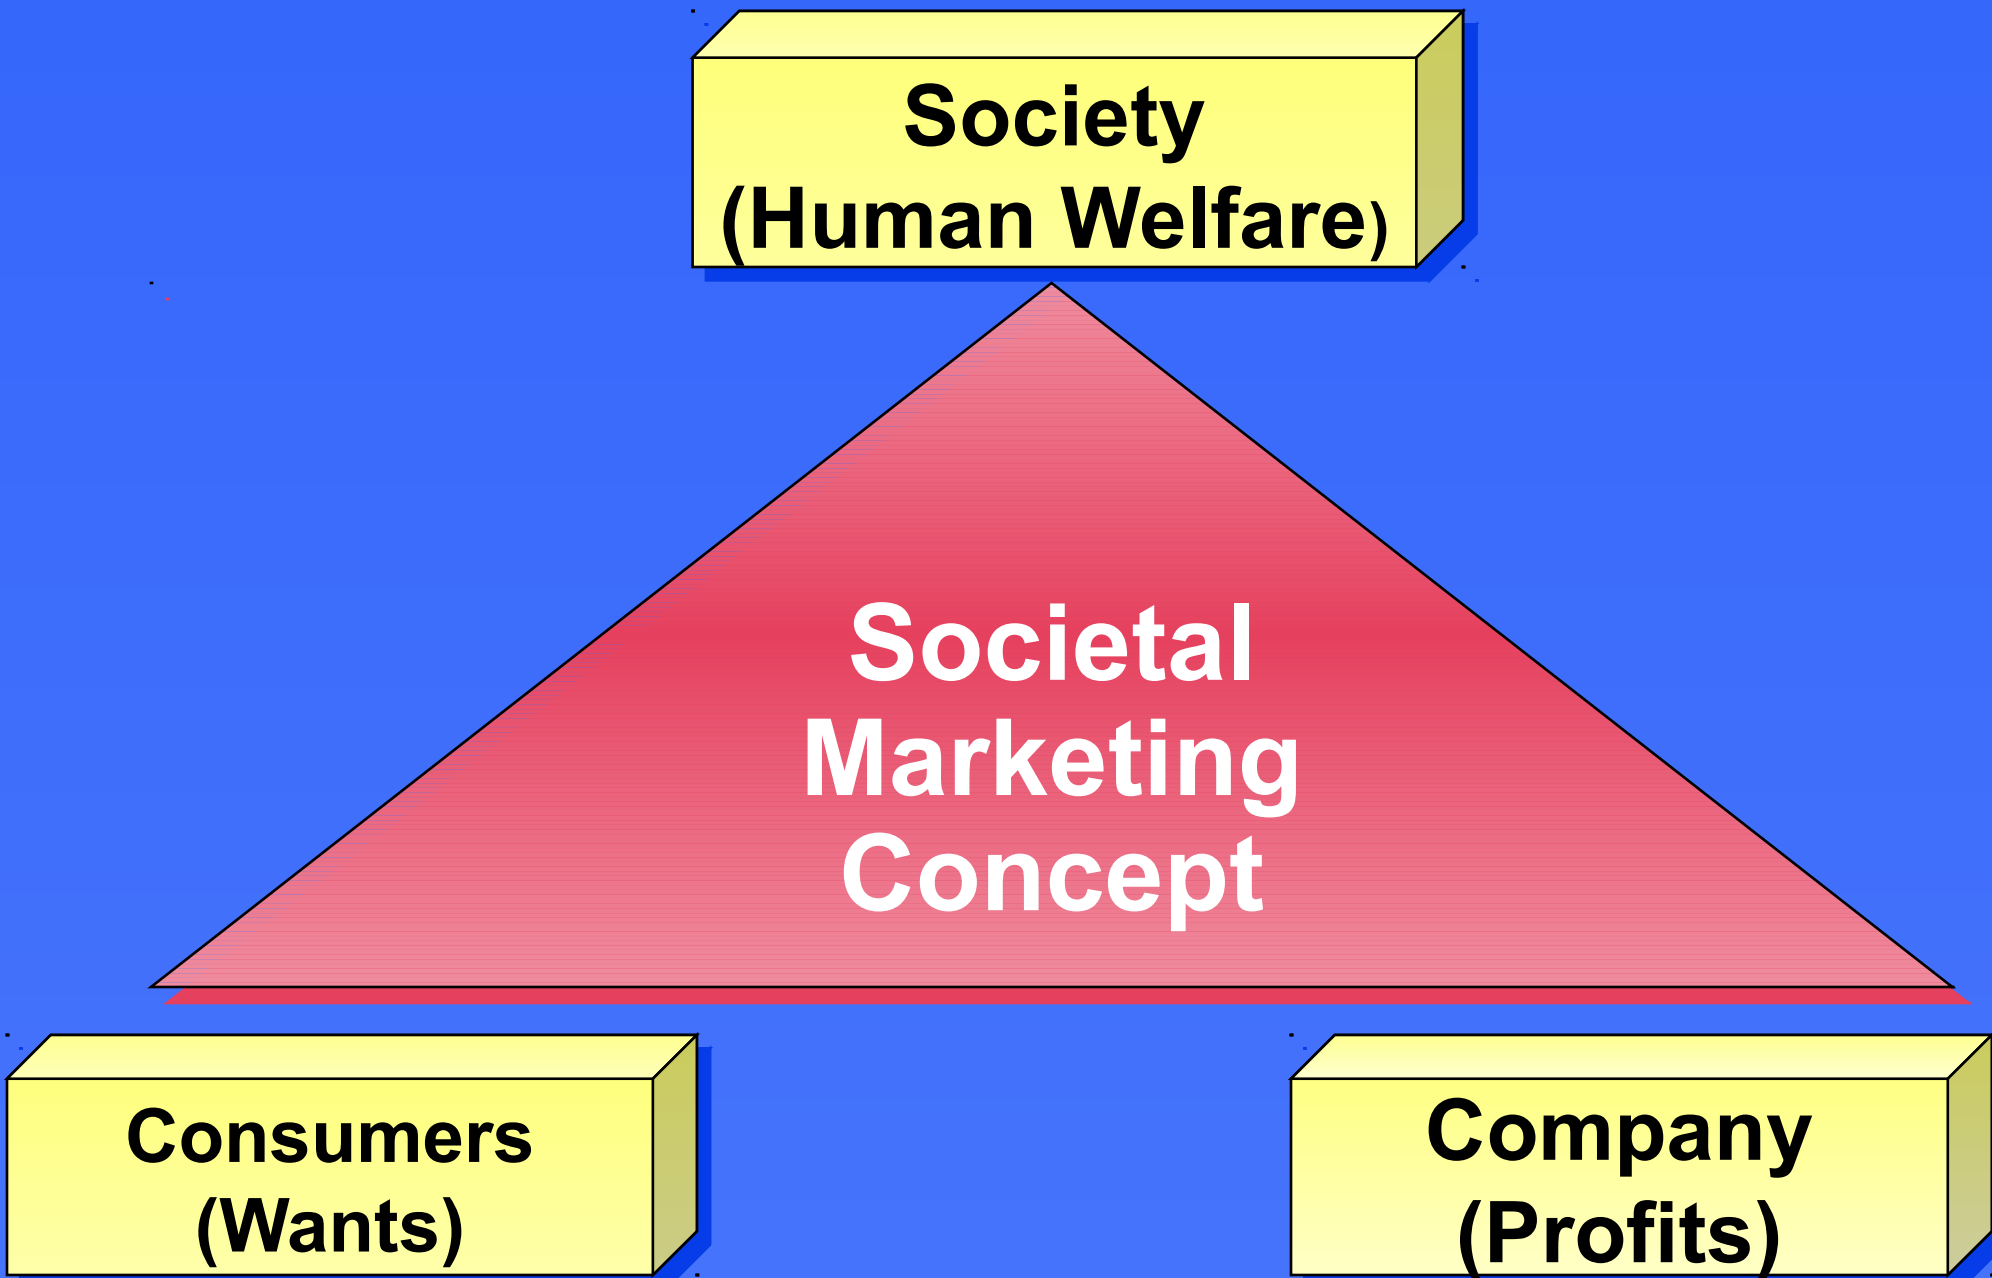 Society
(Human Welfare)
Societal
Marketing
Concept
Consumers
(Wants)
Company
(Profits)